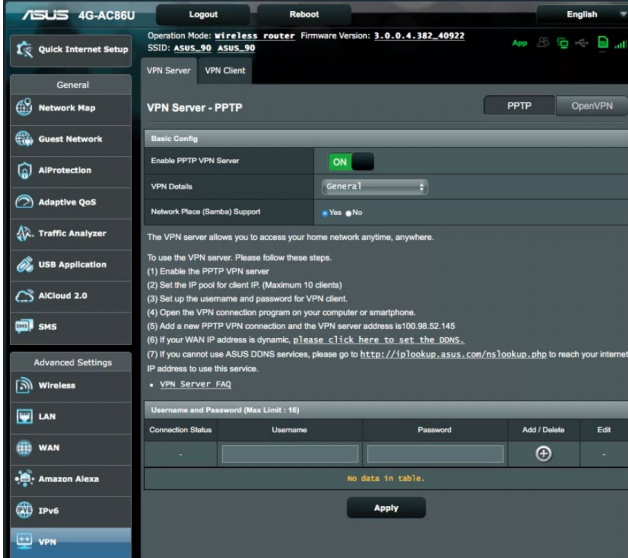 ASUS 4G-AC86U Logout Reboot English
Operation Mode: Wireless router Firmware Version: 3.0.0.4.382_40922
SSID: ASUS_90 ASUS_90
App
Quick Internet Setup
General
Network Map
Guest Network
AiProtection
Adaptive QoS
Traffic Analyzer
USB Application
AiCloud 2.0
SMS
SMS
Advanced Settings
Wireless
LAN
WAN
Amazon Alexa
IPv6
VPN
VPN Server VPN Client
VPN Server - PPTP PPTP OpenVPN
Basic Config
Enable PPTP VPN Server ON
VPN Details General
Network Place (Samba) Support Yes No
The VPN server allows you to access your home network anytime, anywhere.
To use the VPN server. Please follow these steps.
(1) Enable the PPTP VPN server
(2) Set the IP pool for client IP. (Maximum 10 clients)
(3) Set up the username and password for VPN client.
(4) Open the VPN connection program on your computer or smartphone.
(5) Add a new PPTP VPN connection and the VPN server address is100.98.52.145
(6) If your WAN IP address is dynamic, please click here to set the DDNS.
(7) If you cannot use ASUS DDNS services, please go to http://iplookup.asus.com/nslookup.php to reach your internet
IP address to use this service.
• VPN Server FAQ
Username and Password (Max Limit : 16)
Connection Status Username Password Add / Delete Edit
- -
No data in table.
Apply